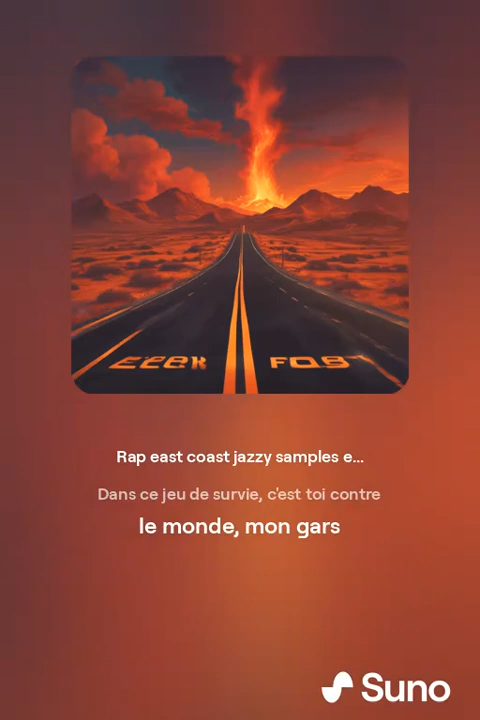 Rap east coast jazzy samples e...
Dans ce jeu de survie, c'est toi contre
le monde, mon gars
Suno